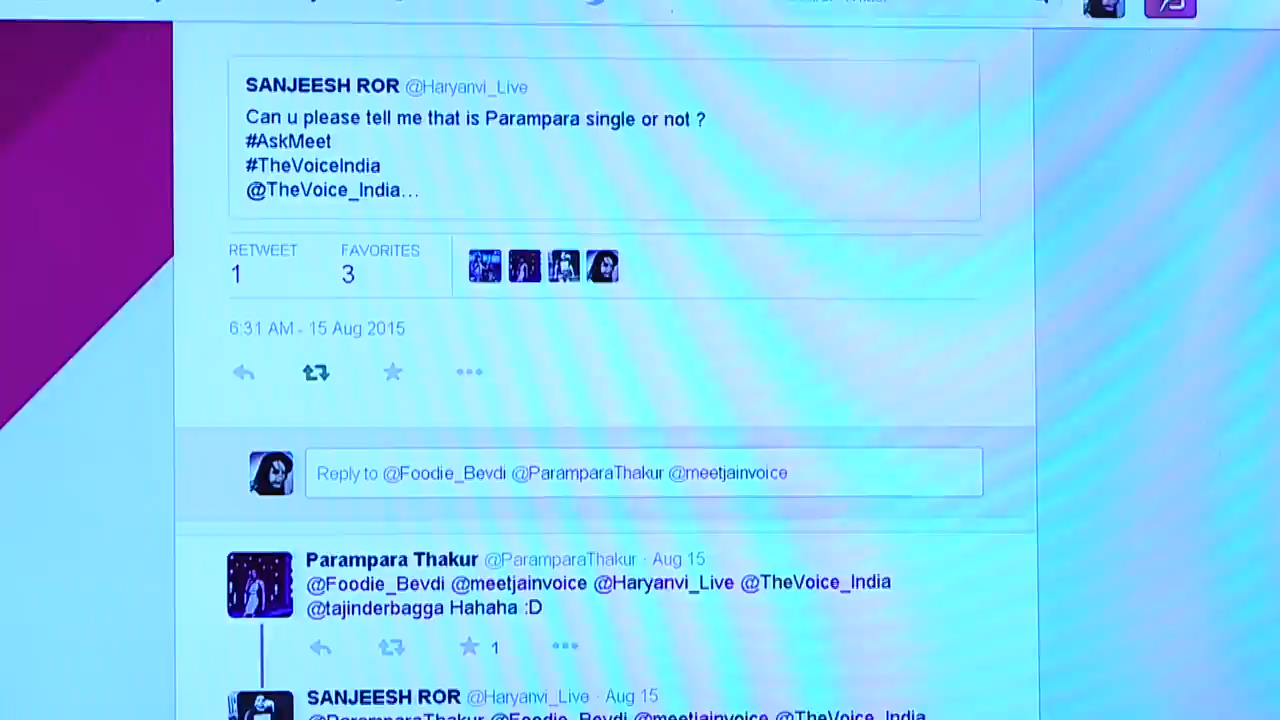 SANJEESH ROR @Haryanvi_Live
Can u please tell me that is Parampara single or not ?
#AskMeet
#TheVoiceIndia
@TheVoice_India...
RETWEET FAVORITES
1 3
6:31 AM - 15 Aug 2015
Reply to @Foodie_Bevdi @ParamparaThakur @meetjainvoice
Parampara Thakur @ParamparaThakur · Aug 15
@Foodie_Bevdi @meetjainvoice @Haryanvi_Live @TheVoice_India
@tajinderbagga Hahaha :D
1
SANJEESH ROR @Haryanvi_Live · Aug 15
@ParamparaThakur @Foodie_Bevdi @meetjainvoice @TheVoice_India